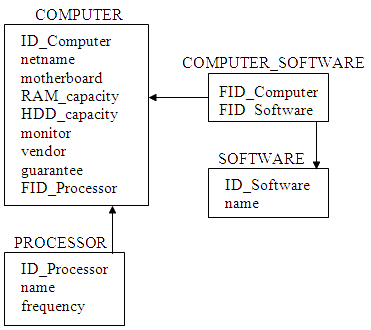 COMPUTER
ID_Computer
netname
motherboard
RAM_capacity
HDD_capacity
monitor
vendor
guarantee
FID_Processor
COMPUTER_SOFTWARE
FID_Computer
FID_Software
SOFTWARE
ID_Software
name
PROCESSOR
ID_Processor
name
frequency